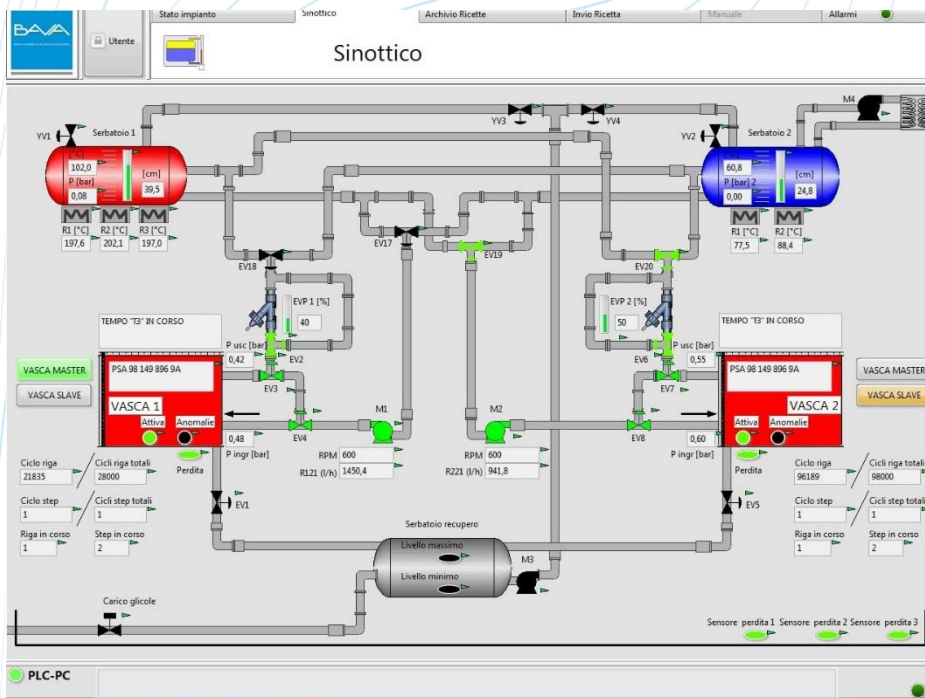 BAVA
Utente
Stato impianto
Sinottico
Archivio Ricette
Invio Ricetta
Manuale
Allarmi
Sinottico
YV1
Serbatoio 1
YV3
YV4
YV2
Serbatoio 2
M4
[°C]
102,0
P [bar]
0,08
[cm]
39,5
60,8
P [bar] 2
0,00
[cm]
24,8
R1 [°C]
R2 [°C]
R3 [°C]
197,6
202,1
197,0
R1 [°C]
R2 [°C]
77,5
88,4
EV17
EV19
EV18
EV20
EVP 1 [%]
40
EVP 2 [%]
50
TEMPO "T3" IN CORSO
P usc [bar]
0,42
EV2
EV3
EV6
EV7
P usc [bar]
0,55
TEMPO "T3" IN CORSO
VASCA MASTER
VASCA SLAVE
PSA 98 149 896 9A
VASCA 1
Attiva
Anomalie
Perdita
0,48
P ingr [bar]
EV4
M1
RPM
600
R121 (l/h)
1450,4
M2
RPM
600
R221 (l/h)
941,8
EV8
0,60
P ingr [bar]
PSA 98 149 896 9A
VASCA 2
Attiva
Anomalie
Perdita
VASCA MASTER
VASCA SLAVE
Ciclo riga
21835
Cicli riga totali
28000
Ciclo step
1
Cicli step totali
1
Riga in corso
1
Step in corso
2
EV1
EV5
Ciclo riga
96189
Cicli riga totali
98000
Ciclo step
1
Cicli step totali
1
Riga in corso
1
Step in corso
2
Serbatoio recupero
Livello massimo
Livello minimo
M3
Carico glicole
Sensore perdita 1
Sensore perdita 2
Sensore perdita 3
PLC-PC